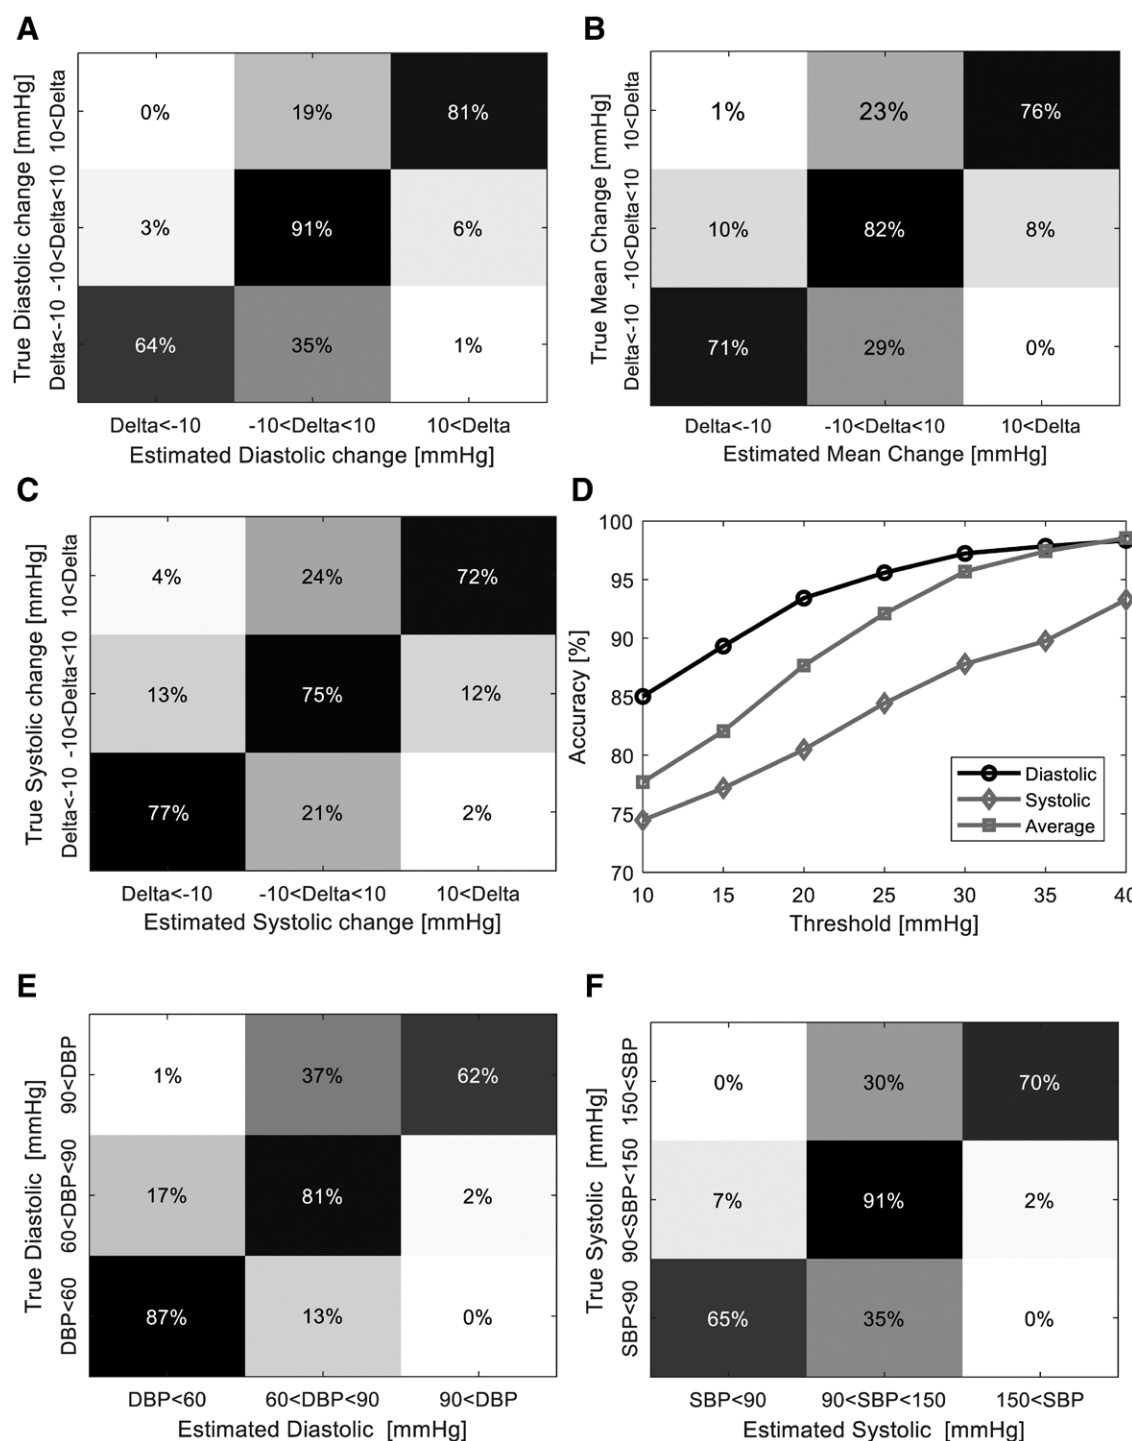 A
True Diastolic change [mmHg]
10<Delta
-10<Delta<10
Delta<-10
0% 19% 81%
3% 91% 6%
64% 35% 1%
Delta<-10 -10<Delta<10 10<Delta
Estimated Diastolic change [mmHg]
B
True Mean Change [mmHg]
10<Delta
-10<Delta<10
Delta<-10
1% 23% 76%
10% 82% 8%
71% 29% 0%
Delta<-10 -10<Delta<10 10<Delta
Estimated Mean Change [mmHg]
C
True Systolic change [mmHg]
10<Delta
-10<Delta<10
Delta<-10
4% 24% 72%
13% 75% 12%
77% 21% 2%
Delta<-10 -10<Delta<10 10<Delta
Estimated Systolic change [mmHg]
D
Accuracy [%]
100
95
90
85
80
75
70
Diastolic
Systolic
Average
10 15 20 25 30 35 40
Threshold [mmHg]
E
True Diastolic [mmHg]
90<DBP
60<DBP<90
DBP<60
1% 37% 62%
17% 81% 2%
87% 13% 0%
DBP<60 60<DBP<90 90<DBP
Estimated Diastolic [mmHg]
F
True Systolic [mmHg]
150<SBP
90<SBP<150
SBP<90
0% 30% 70%
7% 91% 2%
65% 35% 0%
SBP<90 90<SBP<150 150<SBP
Estimated Systolic [mmHg]